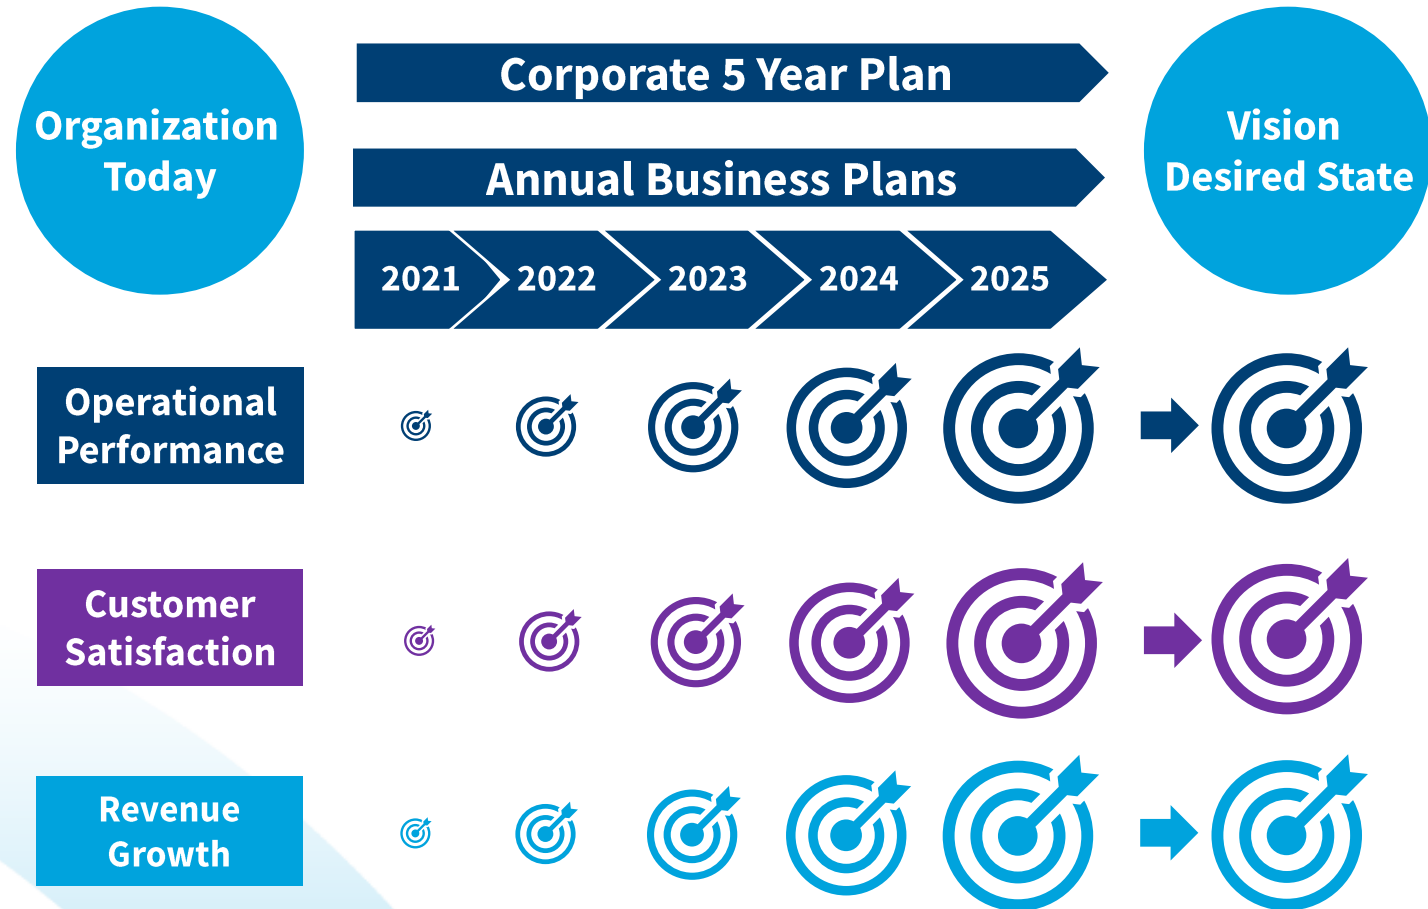 Organization
Today
Corporate 5 Year Plan
Annual Business Plans
2021 2022 2023 2024 2025
Vision
Desired State
Operational
Performance
Customer
Satisfaction
Revenue
Growth